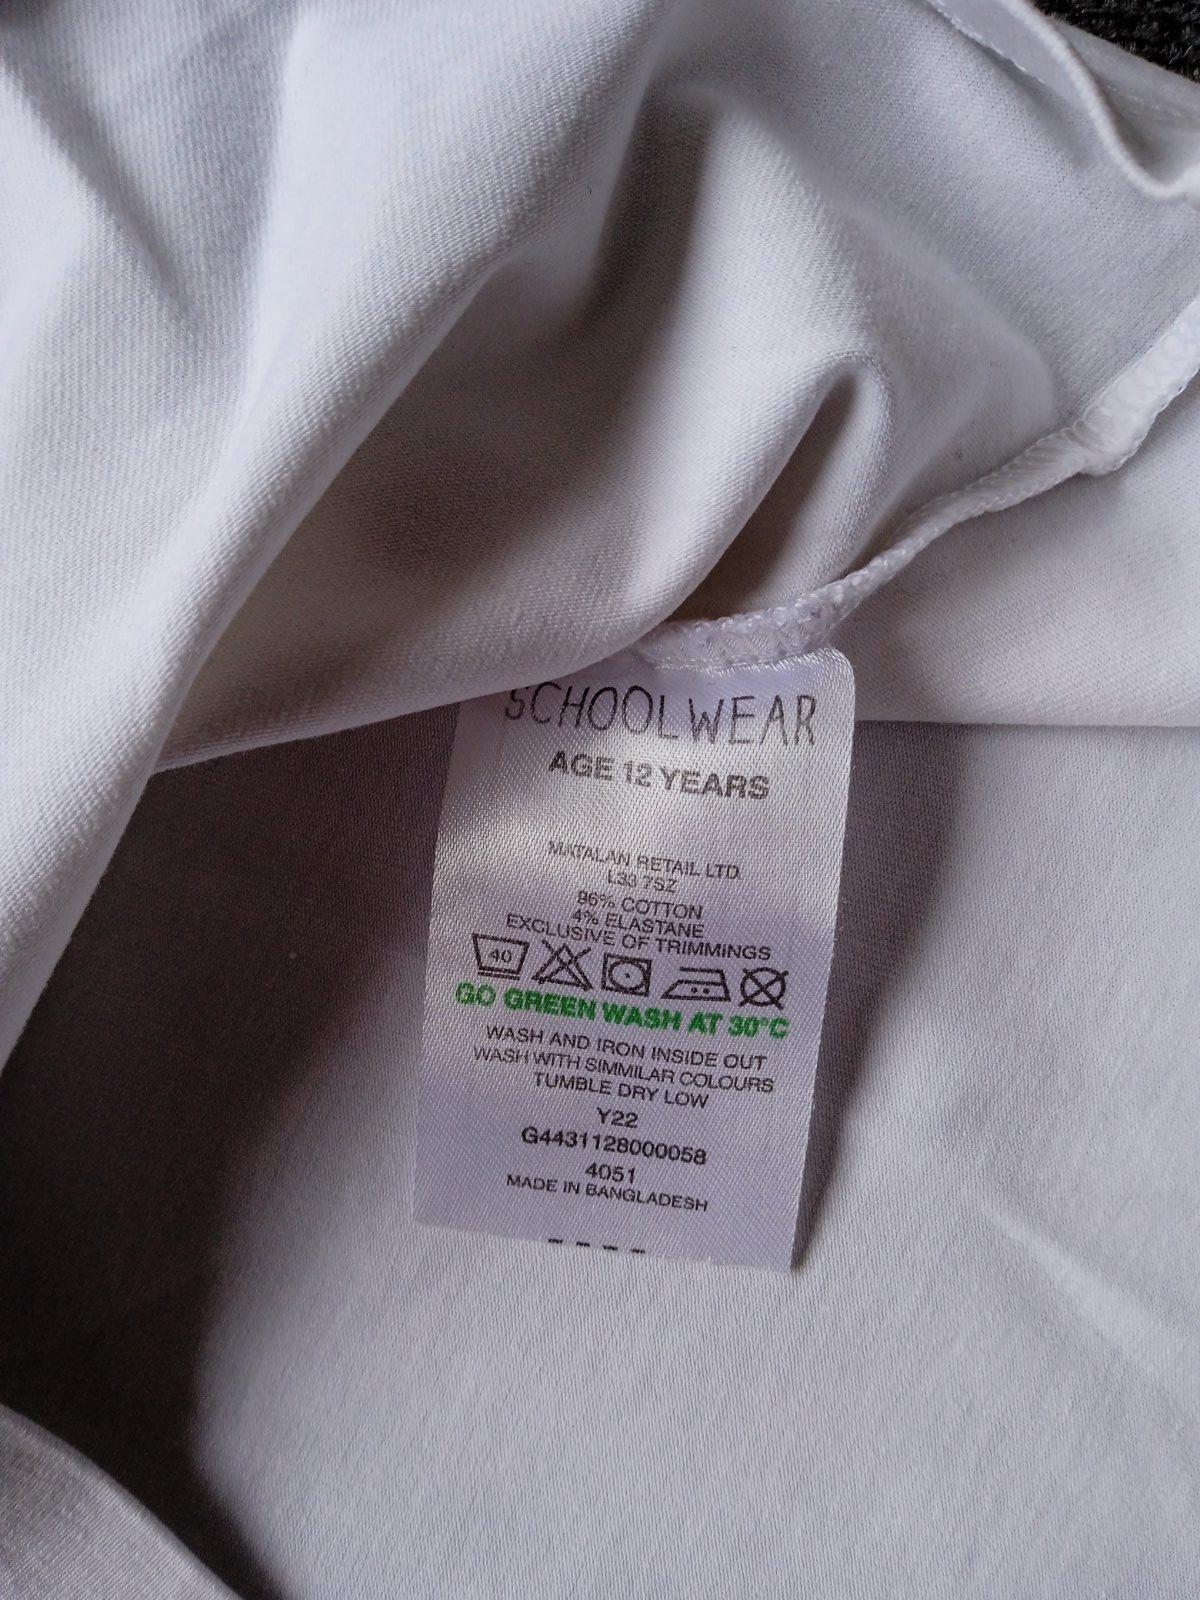 SCHOOLWEAR
AGE 12 YEARS
MATALAN RETAIL LTD.
L33 7SZ
96% COTTON
4% ELASTANE
EXCLUSIVE OF TRIMMINGS
40
GO GREEN WASH AT 30°C
WASH AND IRON INSIDE OUT
WASH WITH SIMMILAR COLOURS
TUMBLE DRY LOW
Y22
G4431128000058
4051
MADE IN BANGLADESH